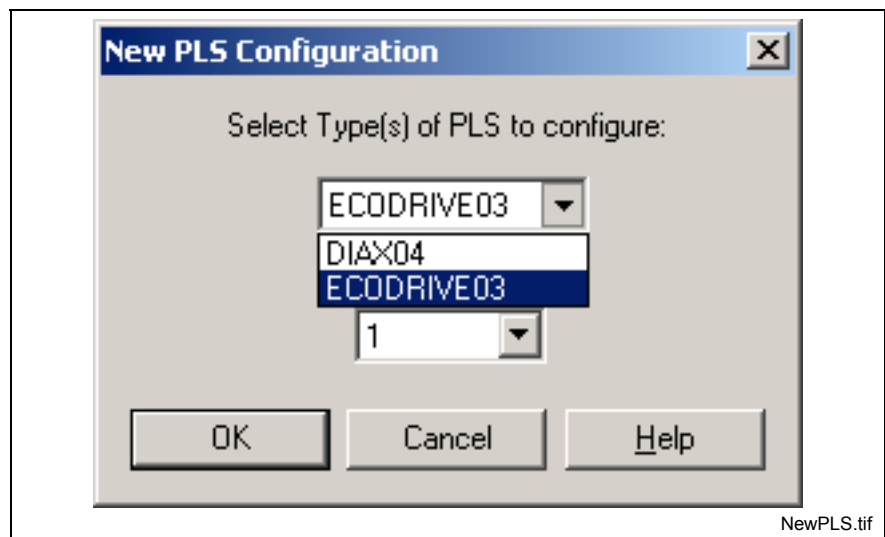 New PLS Configuration
Select Type(s) of PLS to configure:
ECODRIVE03
DIAX04
ECODRIVE03
1
OK Cancel Help
NewPLS.tif